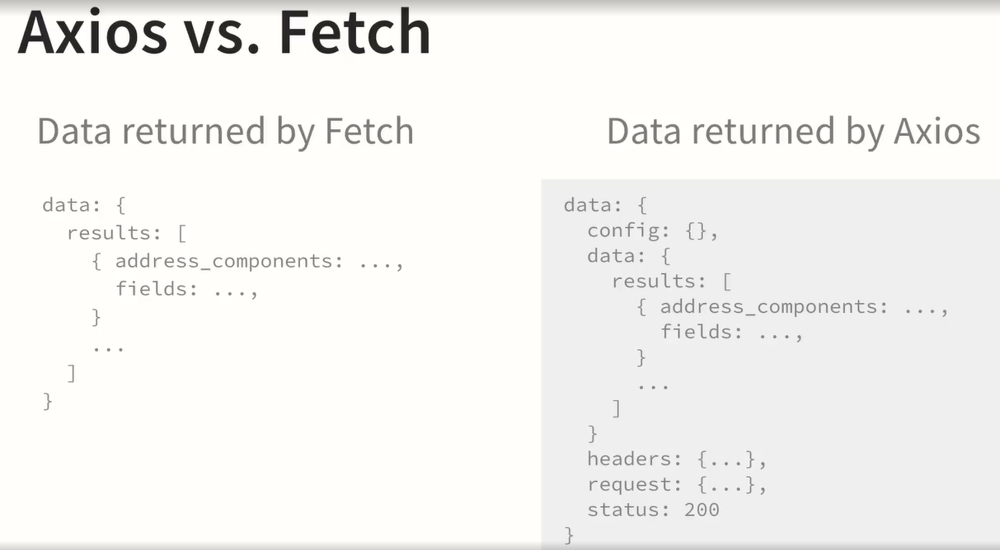 Axios vs. Fetch
Data returned by Fetch
data: {
  results: [
    { address_components: ...,
      fields: ...,
    }
    ...
  ]
}
Data returned by Axios
data: {
  config: {},
  data: {
    results: [
      { address_components: ...,
        fields: ...,
      }
      ...
    ]
  }
  headers: {...},
  request: {...},
  status: 200
}